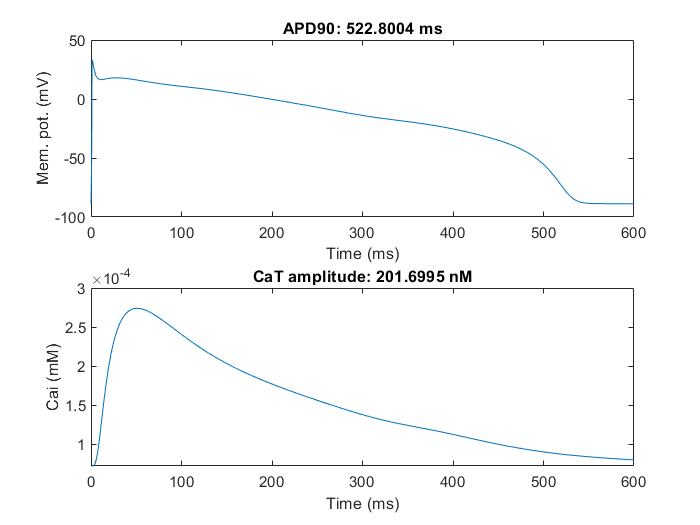 APD90: 522.8004 ms
50
0
-50
-100
Mem. pot. (mV)
0 100 200 300 400 500 600
Time (ms)
×10-4
CaT amplitude: 201.6995 nM
3
2.5
2
1.5
1
Cai (mM)
0 100 200 300 400 500 600
Time (ms)